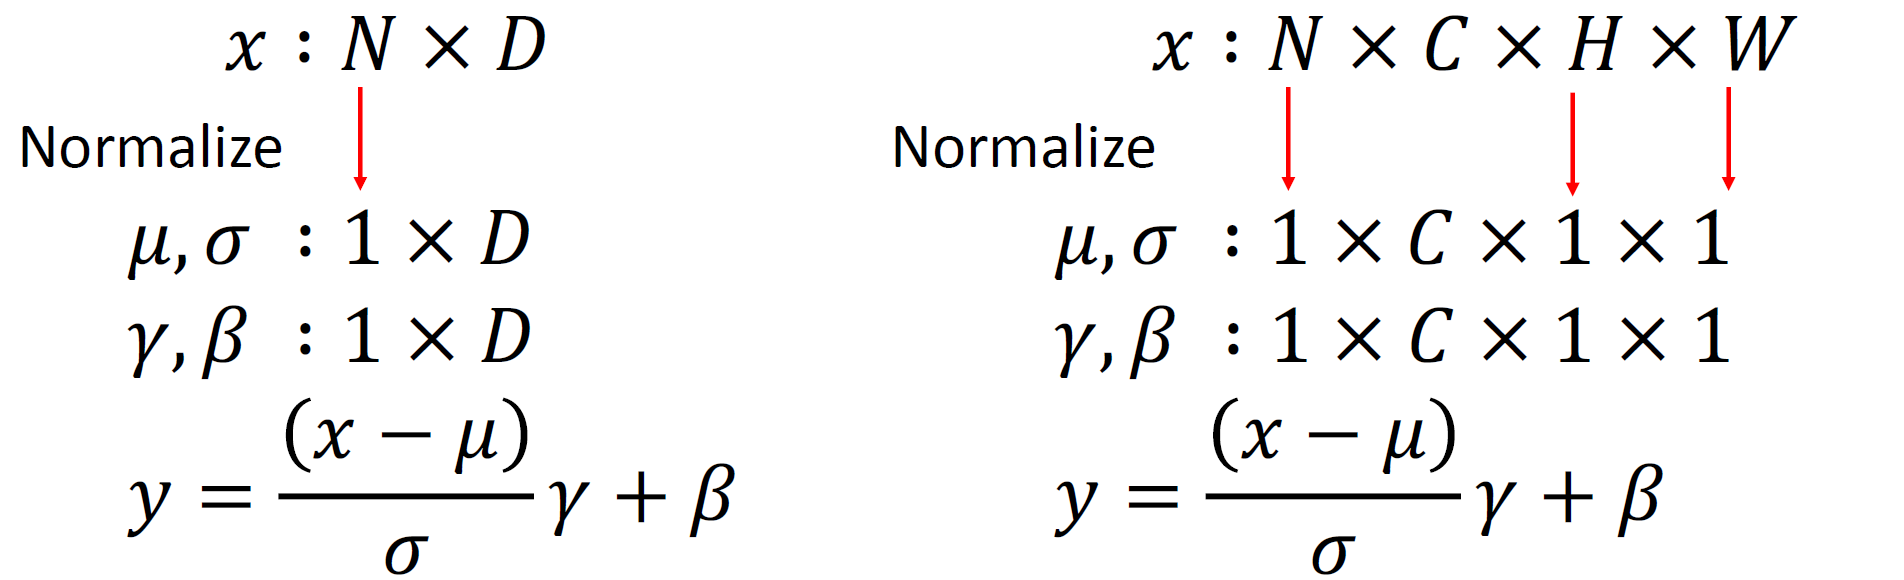 x : N × D
Normalize
μ, σ : 1 × D
γ, β : 1 × D
y = (x − μ) / σ γ + β
x : N × C × H × W
Normalize
μ, σ : 1 × C × 1 × 1
γ, β : 1 × C × 1 × 1
y = (x − μ) / σ γ + β